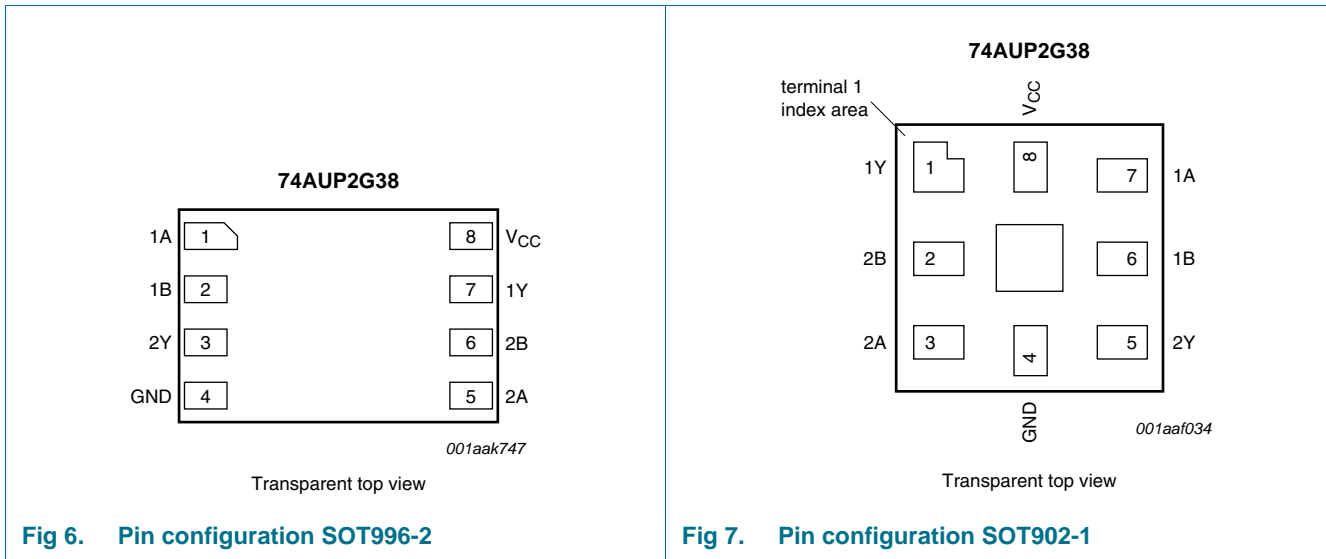 74AUP2G38
1A 1 8 VCC
1B 2 7 1Y
2Y 3 6 2B
GND 4 5 2A
001aak747
Transparent top view
Fig 6. Pin configuration SOT996-2
74AUP2G38
terminal 1
index area
VCC
1Y 1 8 7 1A
2B 2 6 1B
2A 3 4 5 2Y
GND
001aaf034
Transparent top view
Fig 7. Pin configuration SOT902-1